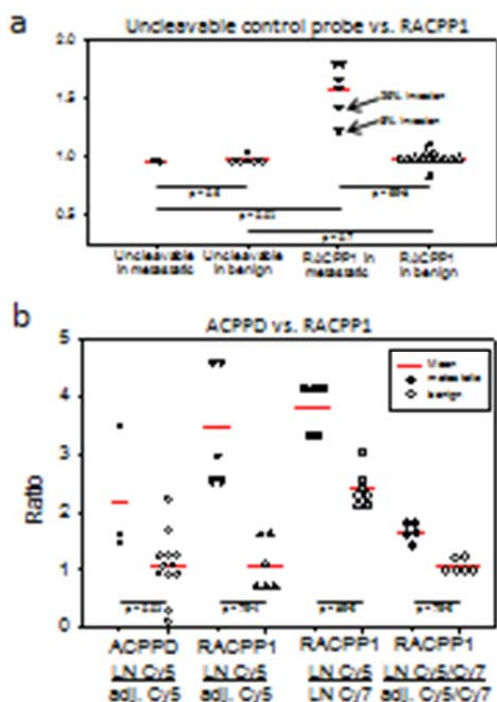 a
Uncleavable control probe vs. RACPP1
2.0
1.5
1.0
0.5
Uncleavable in metastatic
Uncleavable in benign
RACPP1 in metastatic
RACPP1 in benign
b
ACPPD vs. RACPP1
5
4
3
2
1
0
Ratio
Mean
metastatic
benign
ACPPD
LN Cy5
adj. Cy5
RACPP1
LN Cy5
adj. Cy5
RACPP1
LN Cy5
LN Cy7
RACPP1
LN Cy5/Cy7
adj. Cy5/Cy7